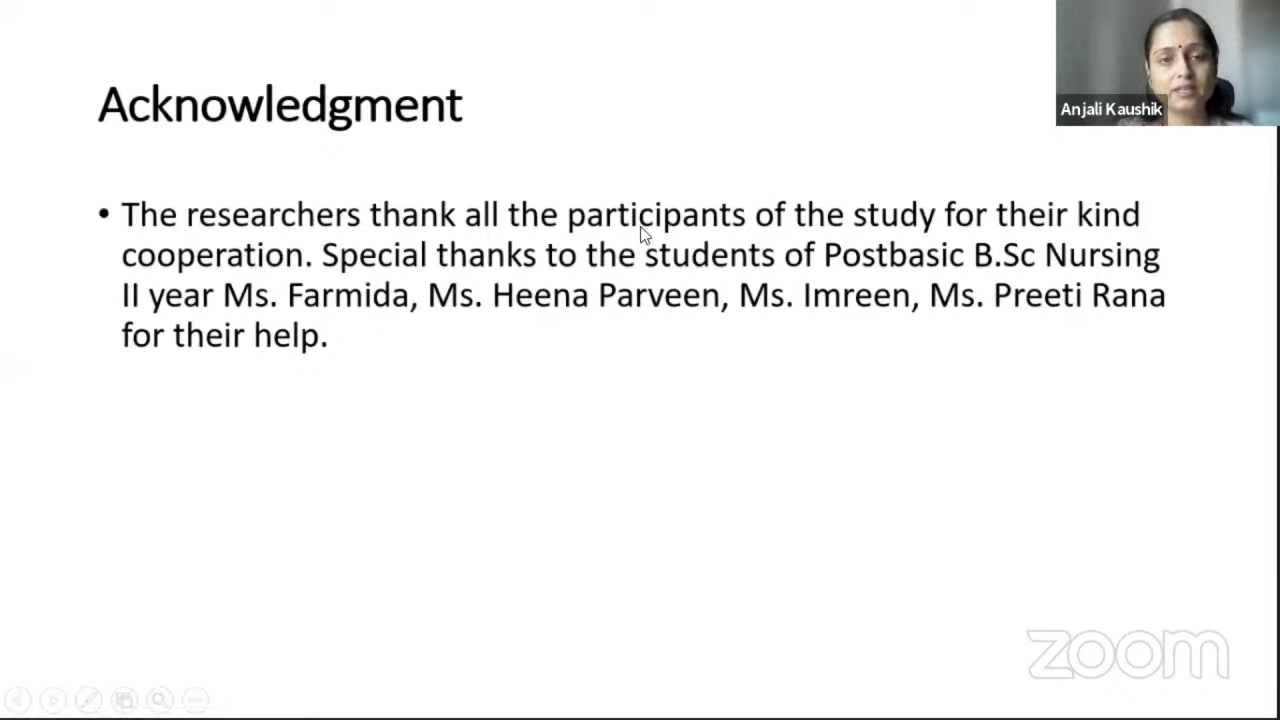 Acknowledgment
Anjali Kaushik
• The researchers thank all the participants of the study for their kind
cooperation. Special thanks to the students of Postbasic B.Sc Nursing
II year Ms. Farmida, Ms. Heena Parveen, Ms. Imreen, Ms. Preeti Rana
for their help.
zoom